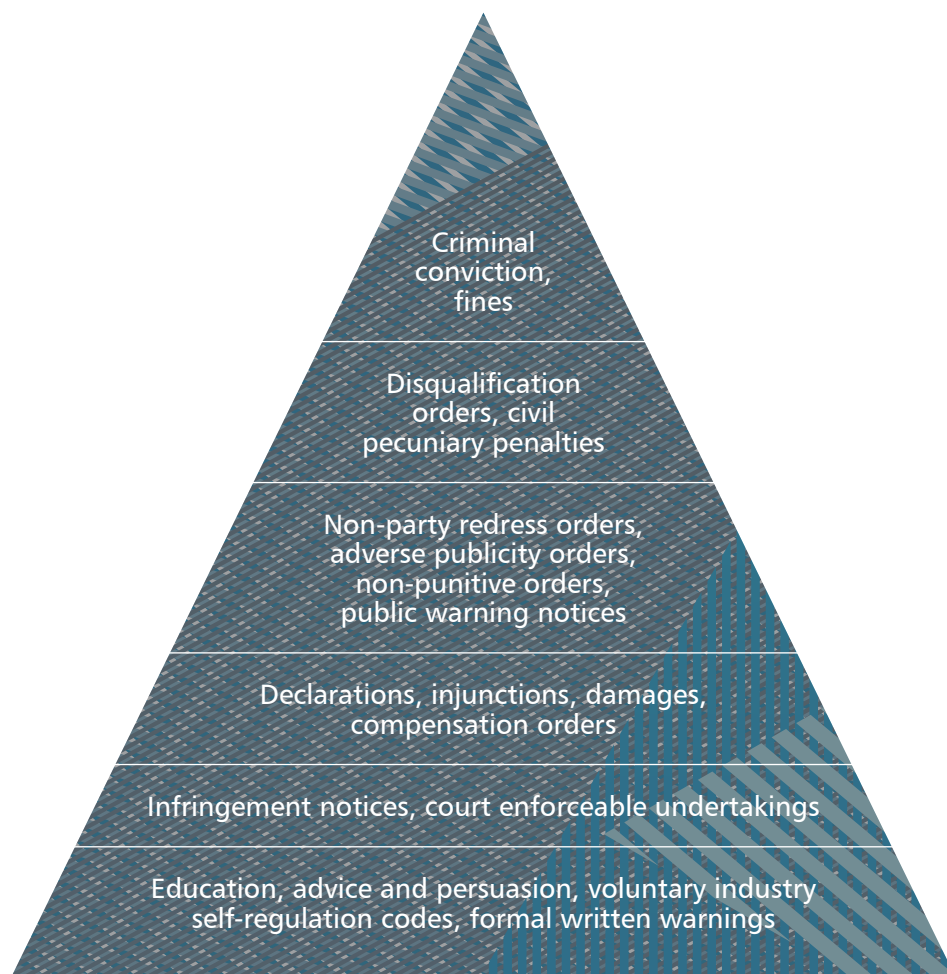 Criminal
conviction,
fines
Disqualification
orders, civil
pecuniary penalties
Non-party redress orders,
adverse publicity orders,
non-punitive orders,
public warning notices
Declarations, injunctions, damages,
compensation orders
Infringement notices, court enforceable undertakings
Education, advice and persuasion, voluntary industry
self-regulation codes, formal written warnings